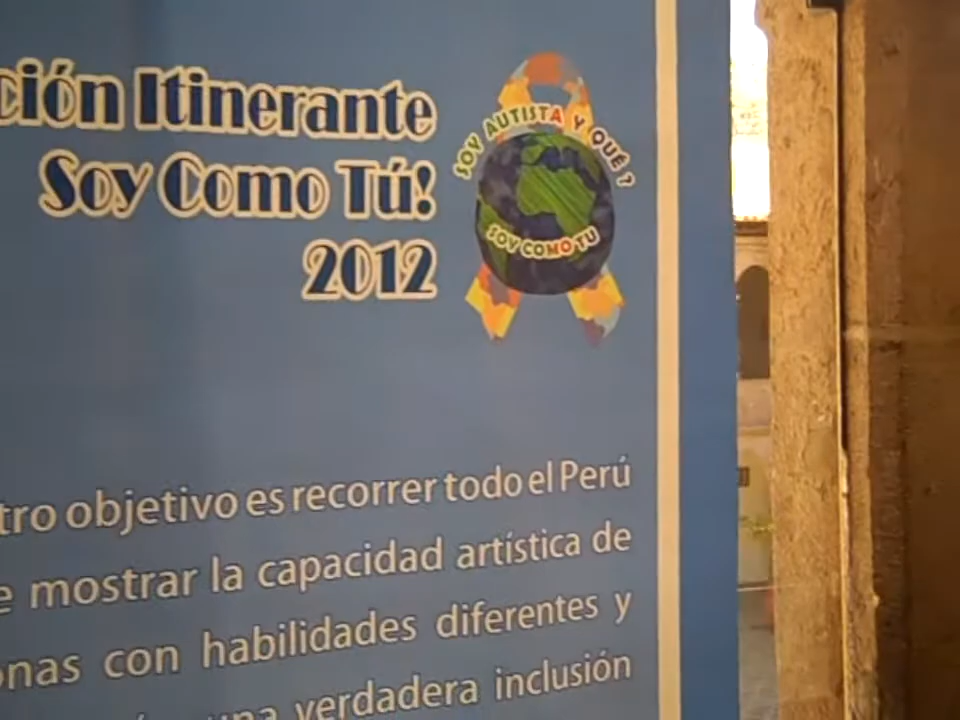 ción Itinerante
Soy Como Tú!
2012
SOY AUTISTA Y QUÉ ?
SOY COMO TU
tro objetivo es recorrer todo el Perú
e mostrar la capacidad artística de
onas con habilidades diferentes y
una verdadera inclusión